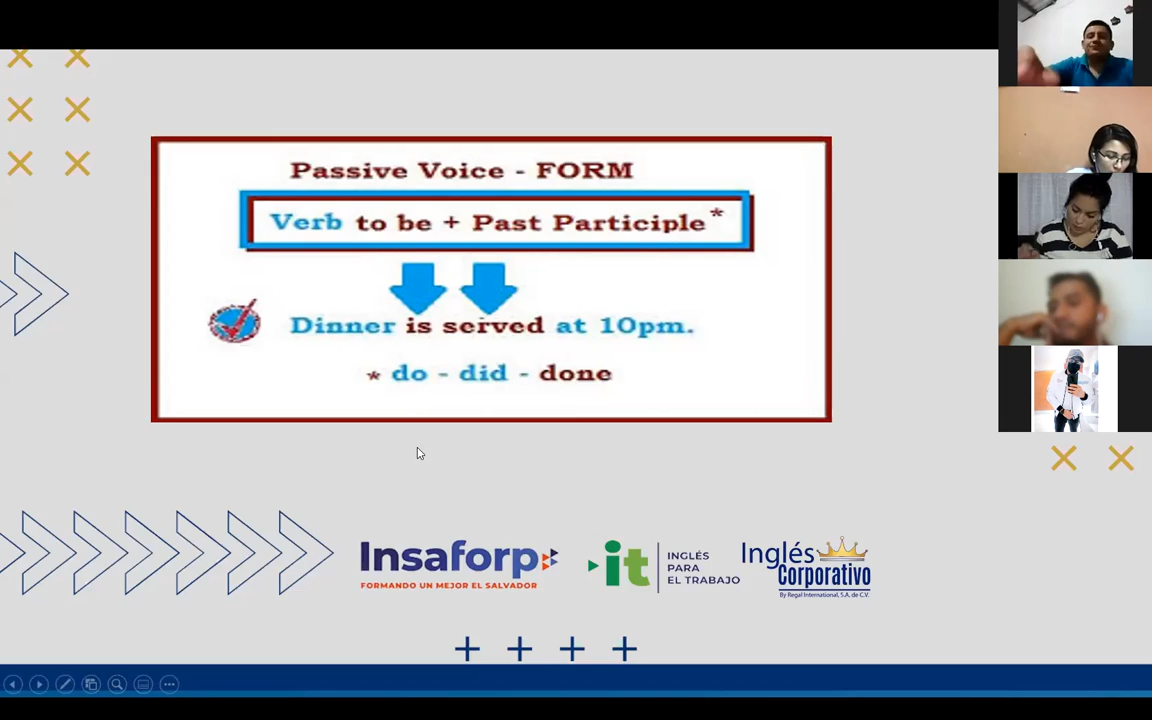 Passive Voice - FORM
Verb to be + Past Participle*
Dinner is served at 10pm.
* do - did - done
Insaforp
FORMANDO UN MEJOR EL SALVADOR
it
INGLÉS
PARA
EL TRABAJO
Inglés
Corporativo
By Regal International, S.A. de C.V.